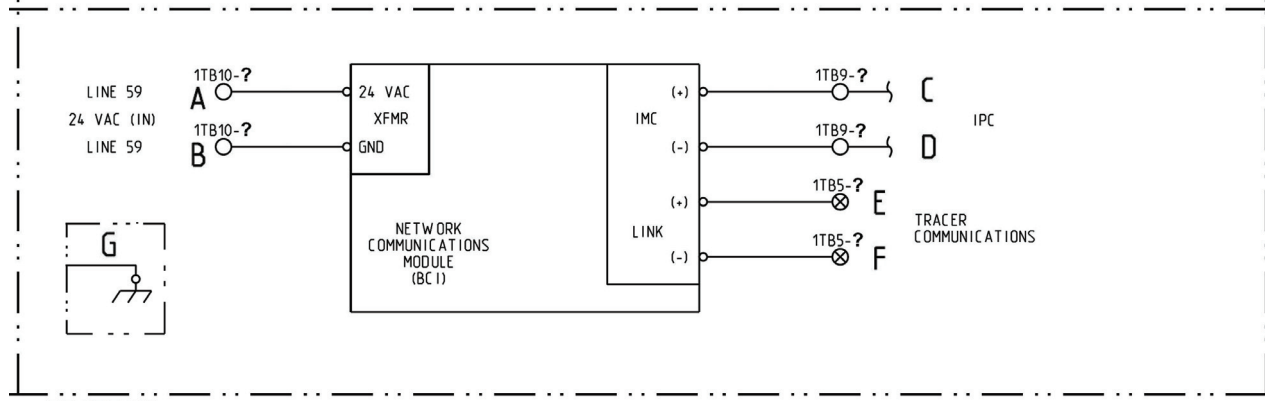 1TB10-?
LINE 59
A
24 VAC
24 VAC (IN)
XFMR
1TB10-?
LINE 59
B
GND
G
NETWORK
COMMUNICATIONS
MODULE
(BCI)
IMC
(+)
(-)
LINK
(+)
(-)
1TB9-?
C
IPC
1TB9-?
D
1TB5-?
E
1TB5-?
F
TRACER
COMMUNICATIONS